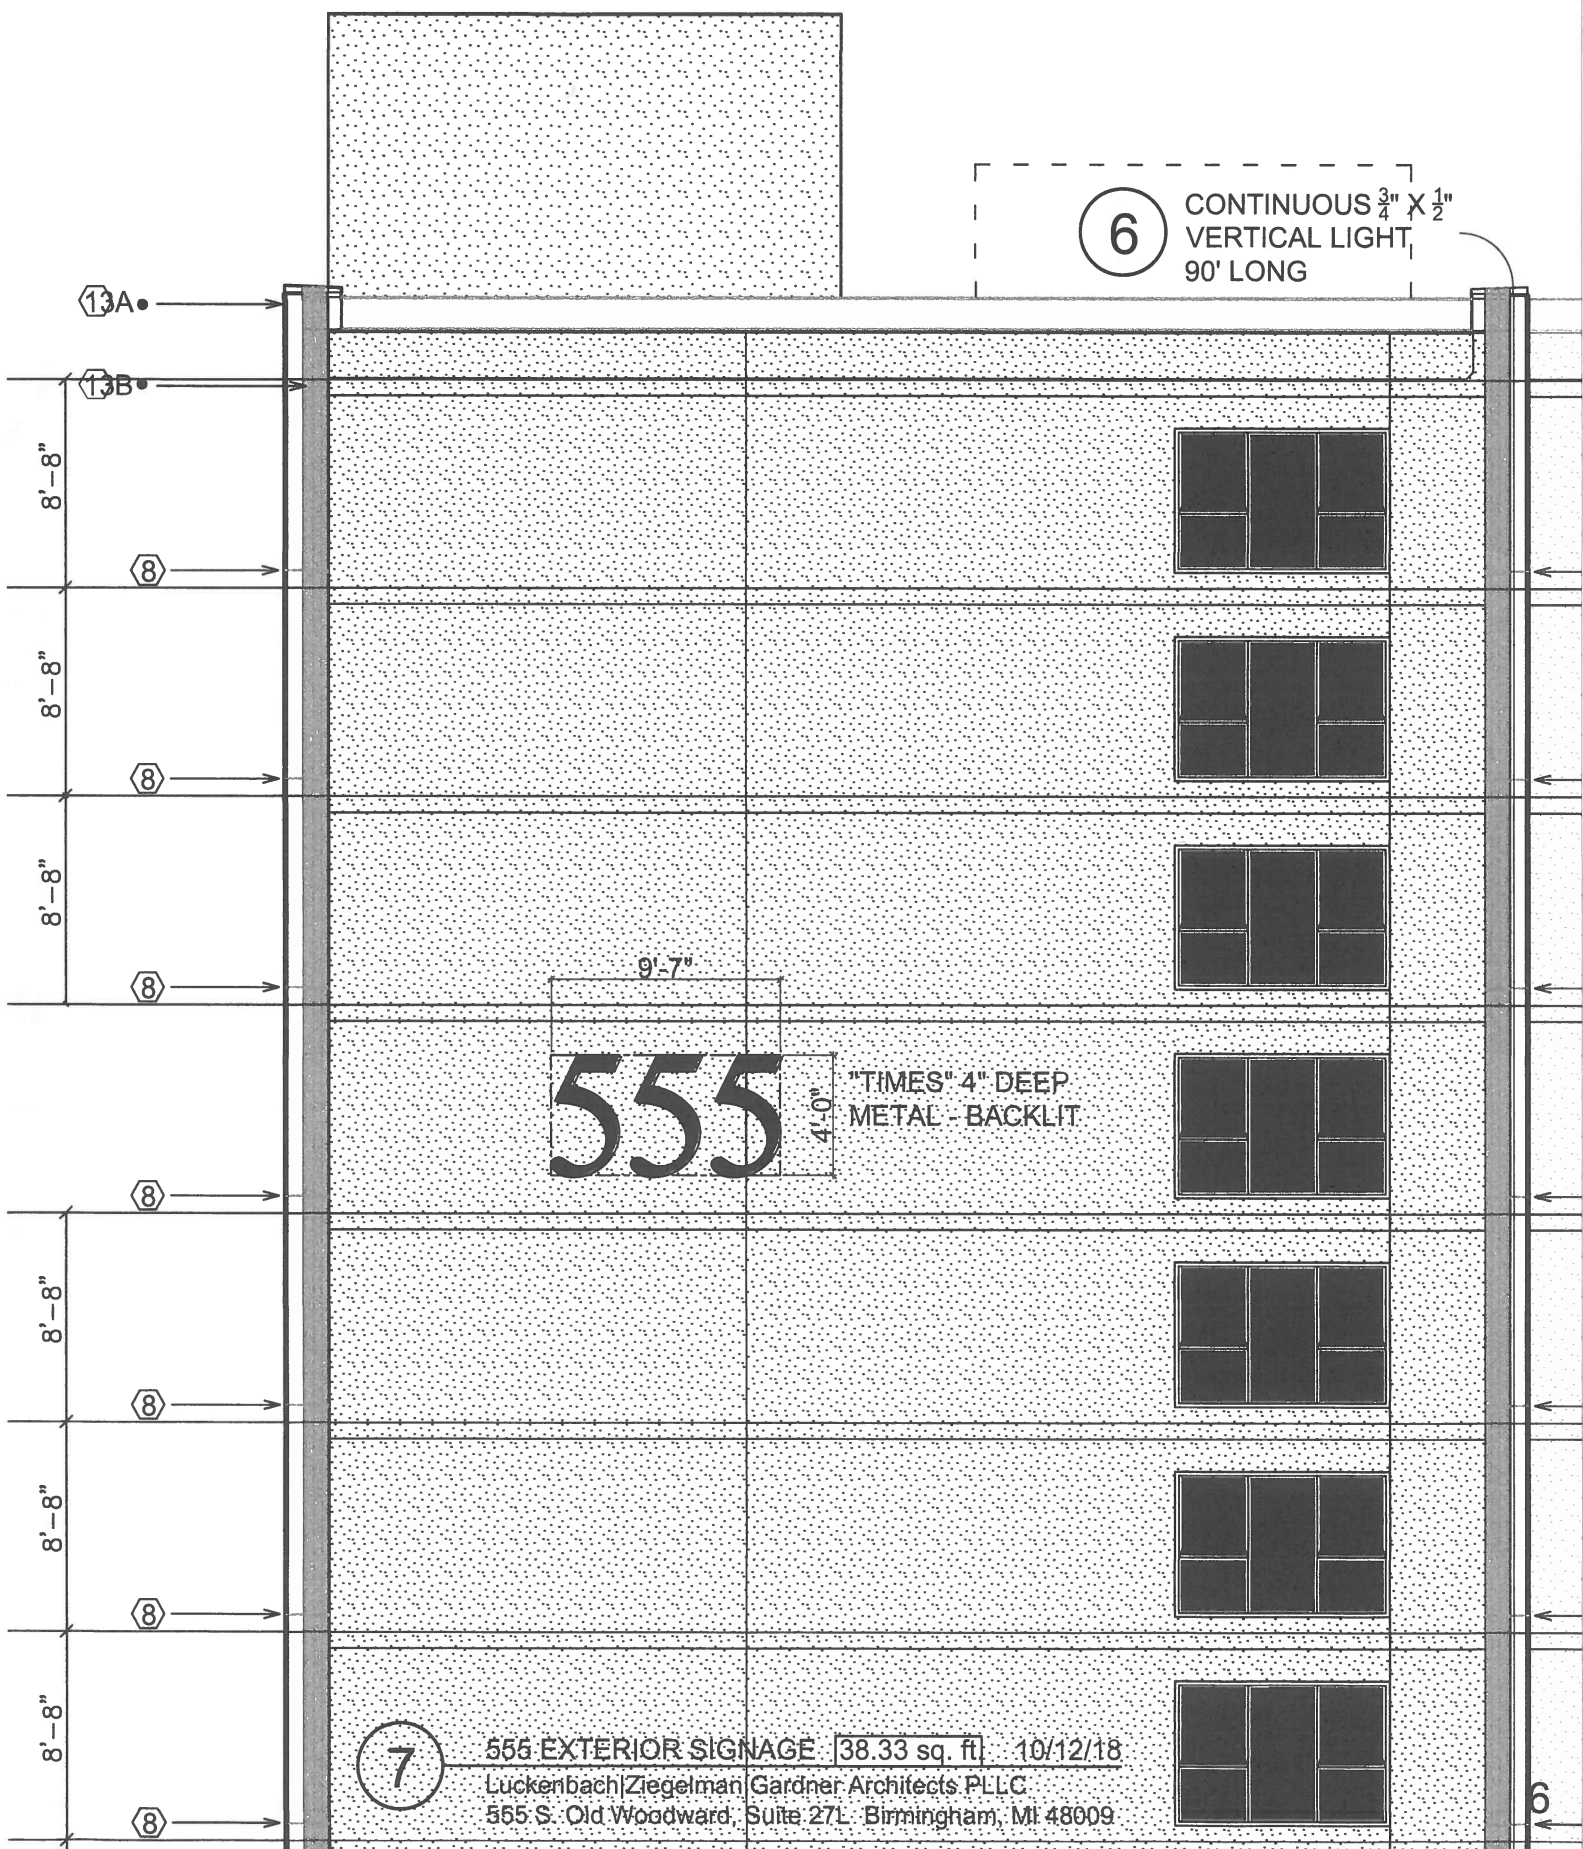 6
CONTINUOUS 3/4" X 1/2"
VERTICAL LIGHT
90' LONG
13A
13B
8'-8"
8
8'-8"
8
8'-8"
8
9'-7"
555
4'-0"
"TIMES" 4" DEEP
METAL - BACKLIT
8
8'-8"
8
8'-8"
8
8'-8"
7
555 EXTERIOR SIGNAGE 38.33 sq. ft. 10/12/18
Luckenbach|Ziegelman|Gardner Architects PLLC
555 S. Old Woodward, Suite 27L Birmingham, MI 48009
8
6